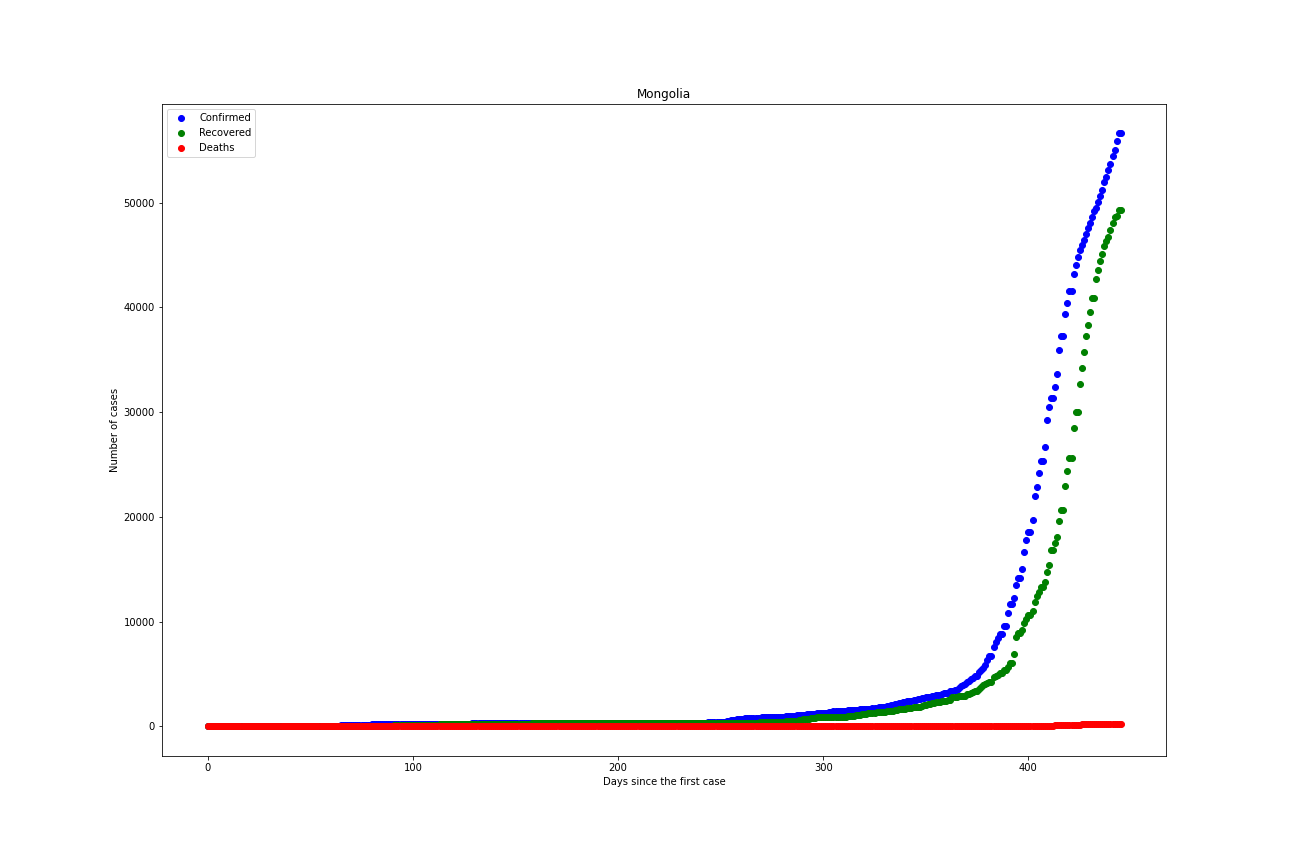 Mongolia
Confirmed
Recovered
Deaths
Number of cases
50000
40000
30000
20000
10000
0
0 100 200 300 400
Days since the first case